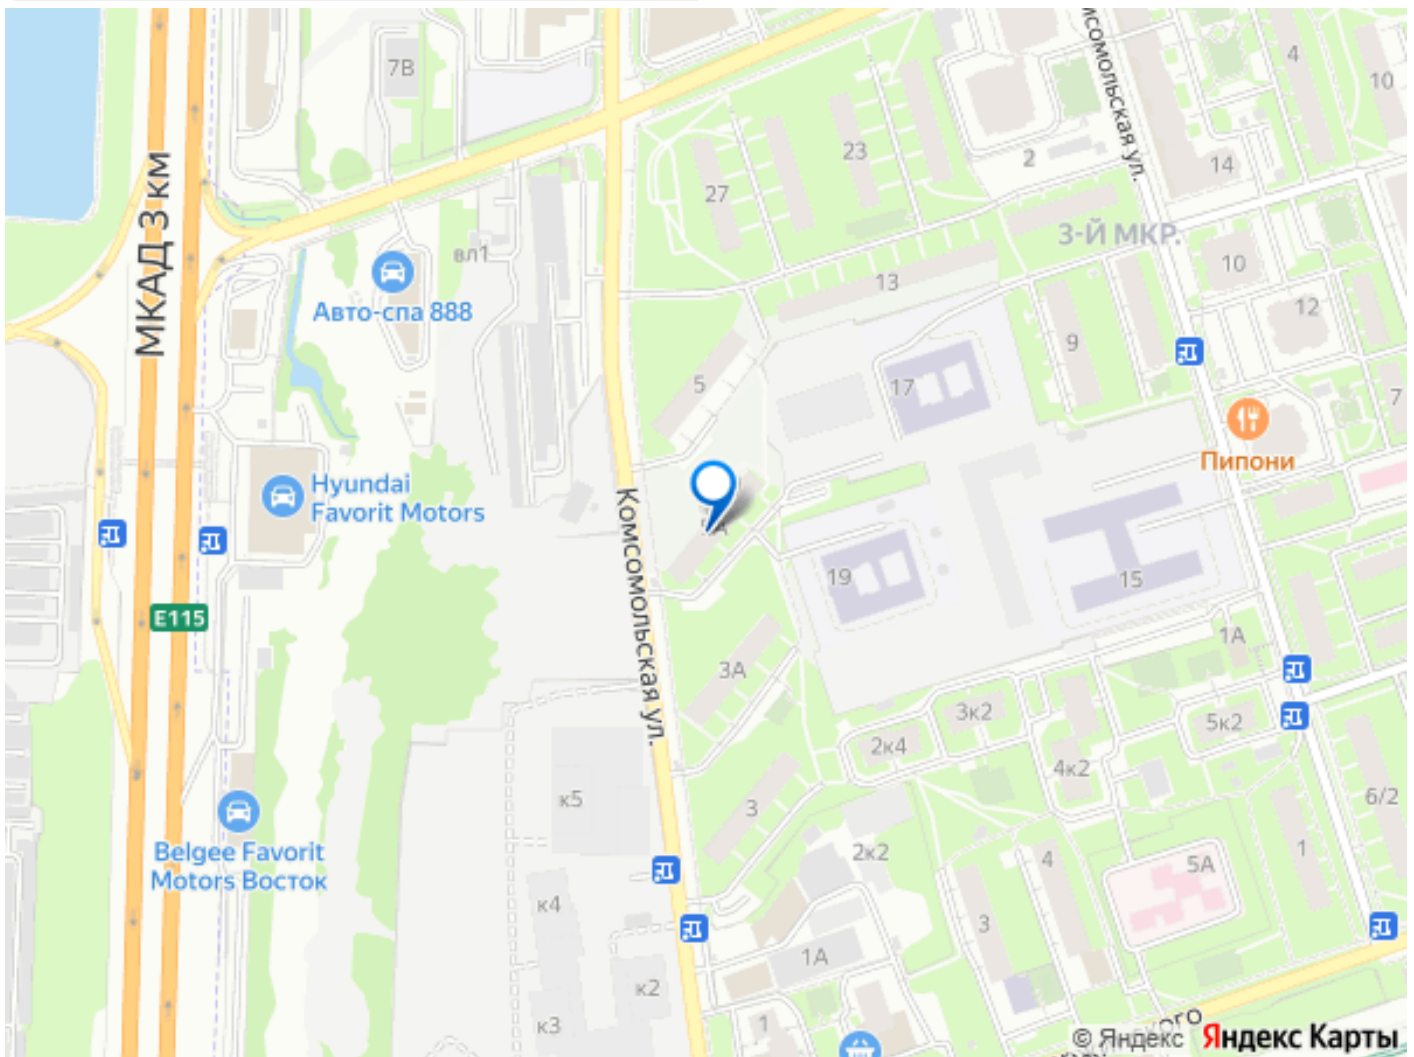 7В
4
10
МКАД 3 км
Комсомольская ул.
23
2
14
27
3-Й МКР.
вл1
10
13
Авто-спа 888
12
9
5
17
7
Пипони
Hyundai
Favorit Motors
Комсомольская ул.
19
15
E115
1А
3А
3к2
5к2
2к4
4к2
6/2
к5
3
Belgee Favorit
Motors Восток
2к2
4
5А
1
к4
3
1А
к2
к3
1
© Яндекс Яндекс Карты